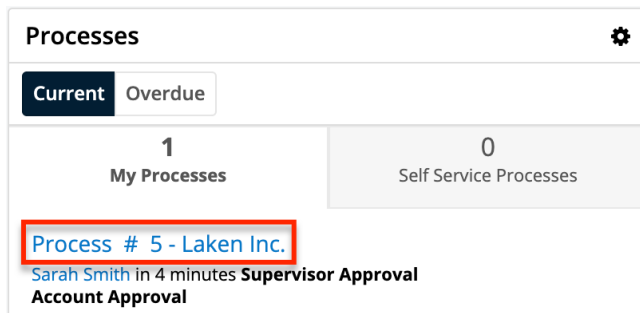 Processes
Current Overdue
1 0
My Processes Self Service Processes
Process # 5 - Laken Inc.
Sarah Smith in 4 minutes Supervisor Approval
Account Approval